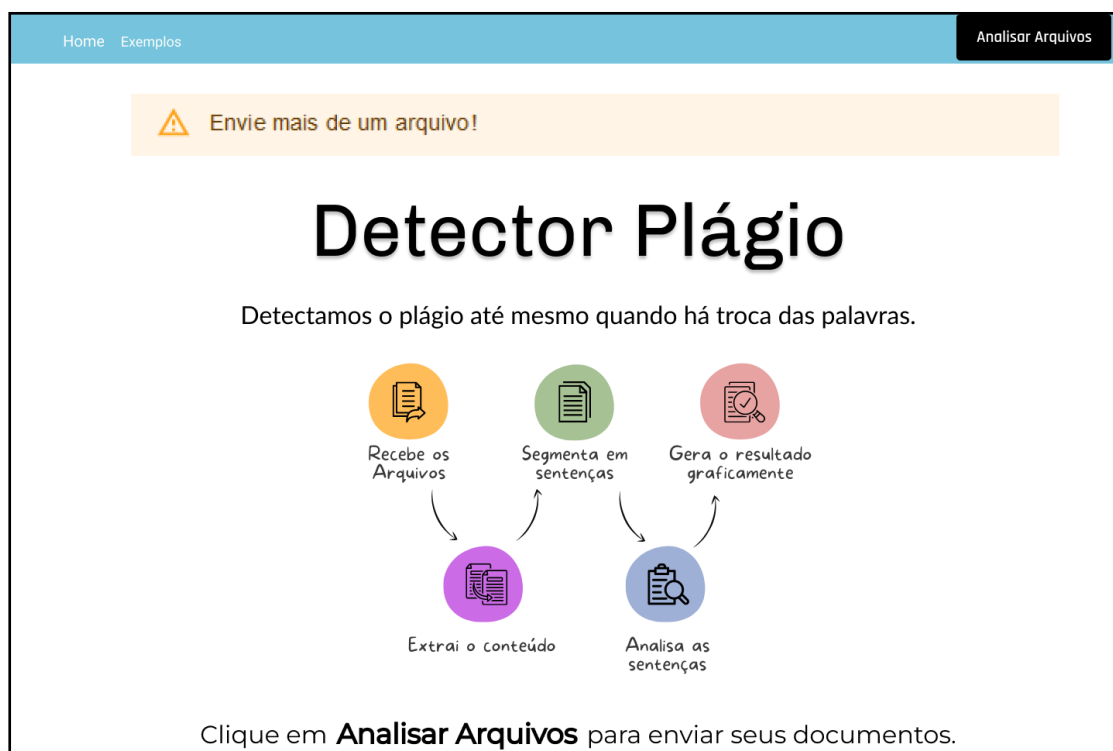 Home Exemplos Analisar Arquivos
Envie mais de um arquivo!
Detector Plágio
Detectamos o plágio até mesmo quando há troca das palavras.
Recebe os
Arquivos
Segmenta em
sentenças
Gera o resultado
graficamente
Extrai o conteúdo
Analisa as
sentenças
Clique em Analisar Arquivos para enviar seus documentos.